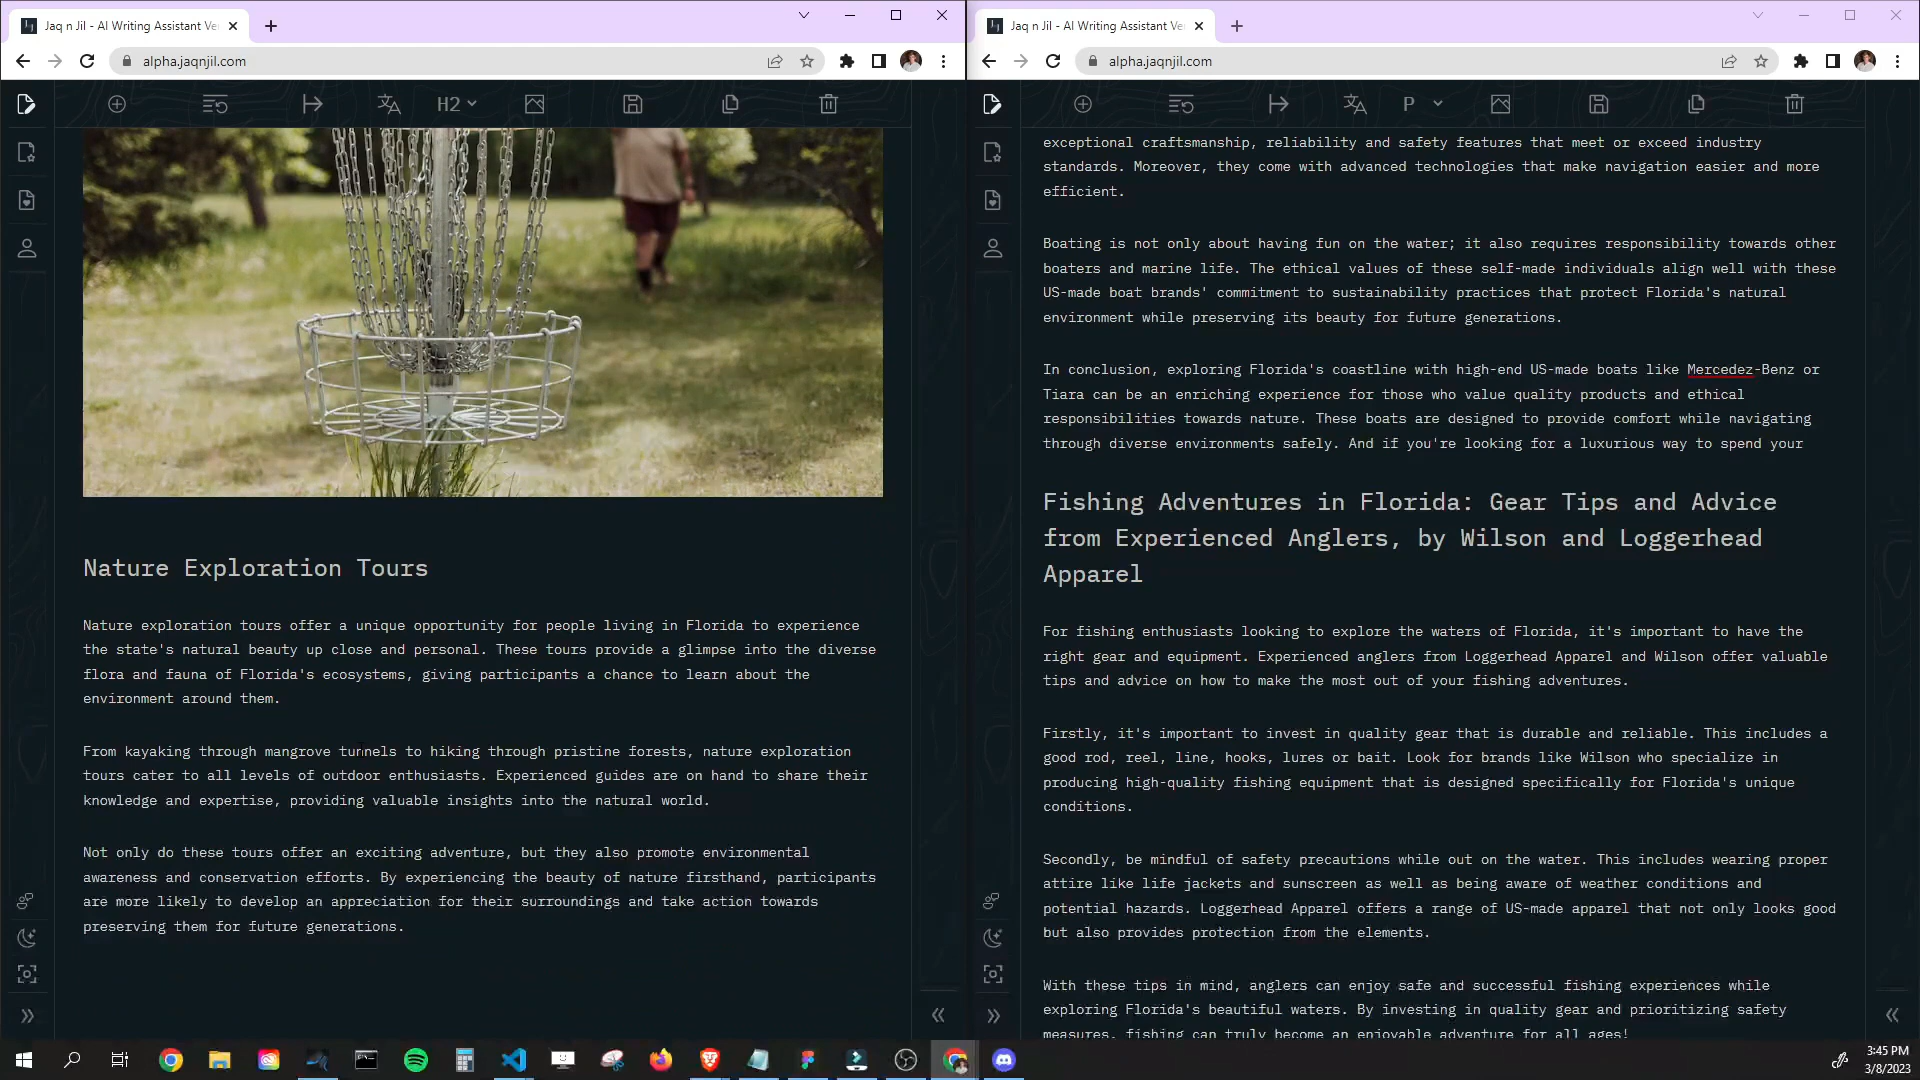 Jaq n Jil - AI Writing Assistant Ve
alpha.jaqnjil.com
H2
Nature Exploration Tours
Nature exploration tours offer a unique opportunity for people living in Florida to experience
the state's natural beauty up close and personal. These tours provide a glimpse into the diverse
flora and fauna of Florida's ecosystems, giving participants a chance to learn about the
environment around them.
From kayaking through mangrove tunnels to hiking through pristine forests, nature exploration
tours cater to all levels of outdoor enthusiasts. Experienced guides are on hand to share their
knowledge and expertise, providing valuable insights into the natural world.
Not only do these tours offer an exciting adventure, but they also promote environmental
awareness and conservation efforts. By experiencing the beauty of nature firsthand, participants
are more likely to develop an appreciation for their surroundings and take action towards
preserving them for future generations.
Jaq n Jil - AI Writing Assistant Ve
alpha.jaqnjil.com
P
exceptional craftsmanship, reliability and safety features that meet or exceed industry
standards. Moreover, they come with advanced technologies that make navigation easier and more
efficient.
Boating is not only about having fun on the water; it also requires responsibility towards other
boaters and marine life. The ethical values of these self-made individuals align well with these
US-made boat brands' commitment to sustainability practices that protect Florida's natural
environment while preserving its beauty for future generations.
In conclusion, exploring Florida's coastline with high-end US-made boats like Mercedez-Benz or
Tiara can be an enriching experience for those who value quality products and ethical
responsibilities towards nature. These boats are designed to provide comfort while navigating
through diverse environments safely. And if you're looking for a luxurious way to spend your
Fishing Adventures in Florida: Gear Tips and Advice
from Experienced Anglers, by Wilson and Loggerhead
Apparel
For fishing enthusiasts looking to explore the waters of Florida, it's important to have the
right gear and equipment. Experienced anglers from Loggerhead Apparel and Wilson offer valuable
tips and advice on how to make the most out of your fishing adventures.
Firstly, it's important to invest in quality gear that is durable and reliable. This includes a
good rod, reel, line, hooks, lures or bait. Look for brands like Wilson who specialize in
producing high-quality fishing equipment that is designed specifically for Florida's unique
conditions.
Secondly, be mindful of safety precautions while out on the water. This includes wearing proper
attire like life jackets and sunscreen as well as being aware of weather conditions and
potential hazards. Loggerhead Apparel offers a range of US-made apparel that not only looks good
but also provides protection from the elements.
With these tips in mind, anglers can enjoy safe and successful fishing experiences while
exploring Florida's beautiful waters. By investing in quality gear and prioritizing safety
measures, fishing can truly become an enjoyable adventure for all ages!
3:45 PM
3/8/2023